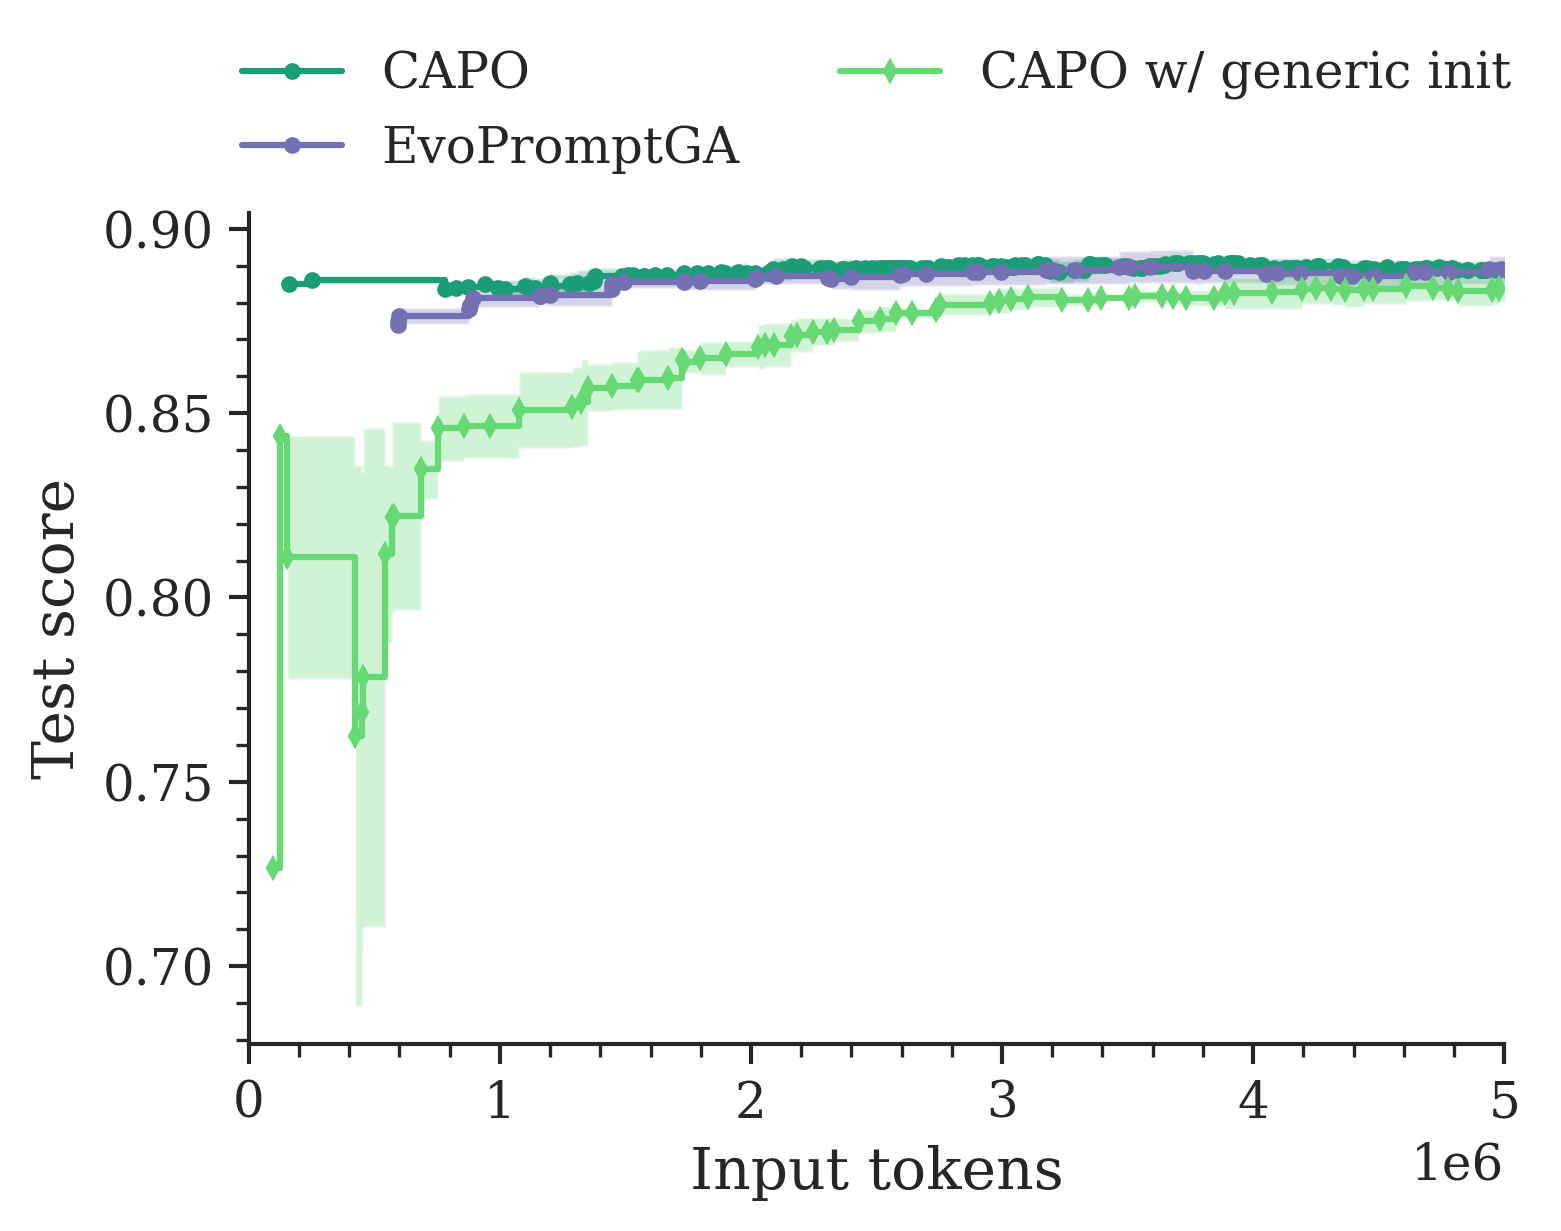 CAPO
CAPO w/ generic init
EvoPromptGA
0.90
0.85
0.80
0.75
0.70
Test score
0 1 2 3 4 5
1e6
Input tokens